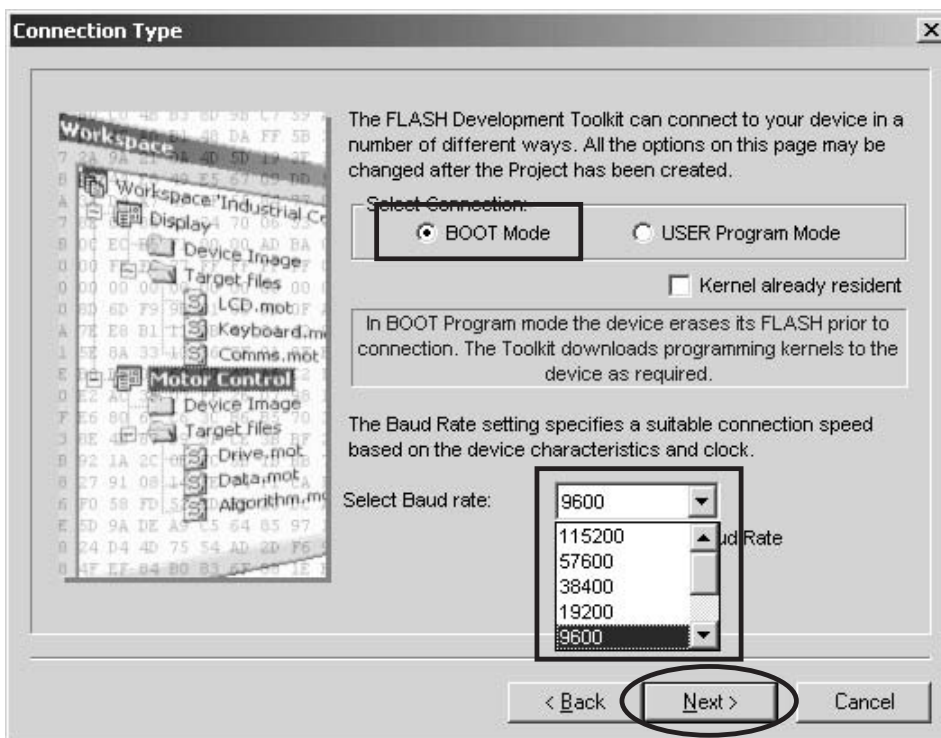 Connection Type
The FLASH Development Toolkit can connect to your device in a
number of different ways. All the options on this page may be
changed after the Project has been created.
Select Connection:
BOOT Mode
USER Program Mode
Kernel already resident
In BOOT Program mode the device erases its FLASH prior to
connection. The Toolkit downloads programming kernels to the
device as required.
The Baud Rate setting specifies a suitable connection speed
based on the device characteristics and clock.
Select Baud rate:
9600
115200
57600
38400
19200
9600
ud Rate
< Back
Next >
Cancel
Workspace
Workspace 'Industrial Co
Display
Device Image
Target files
LCD.mot
Keyboard.m
Comms.mot
Motor Control
Device Image
Target files
Drive.mot
Data.mot
Algorithm.m